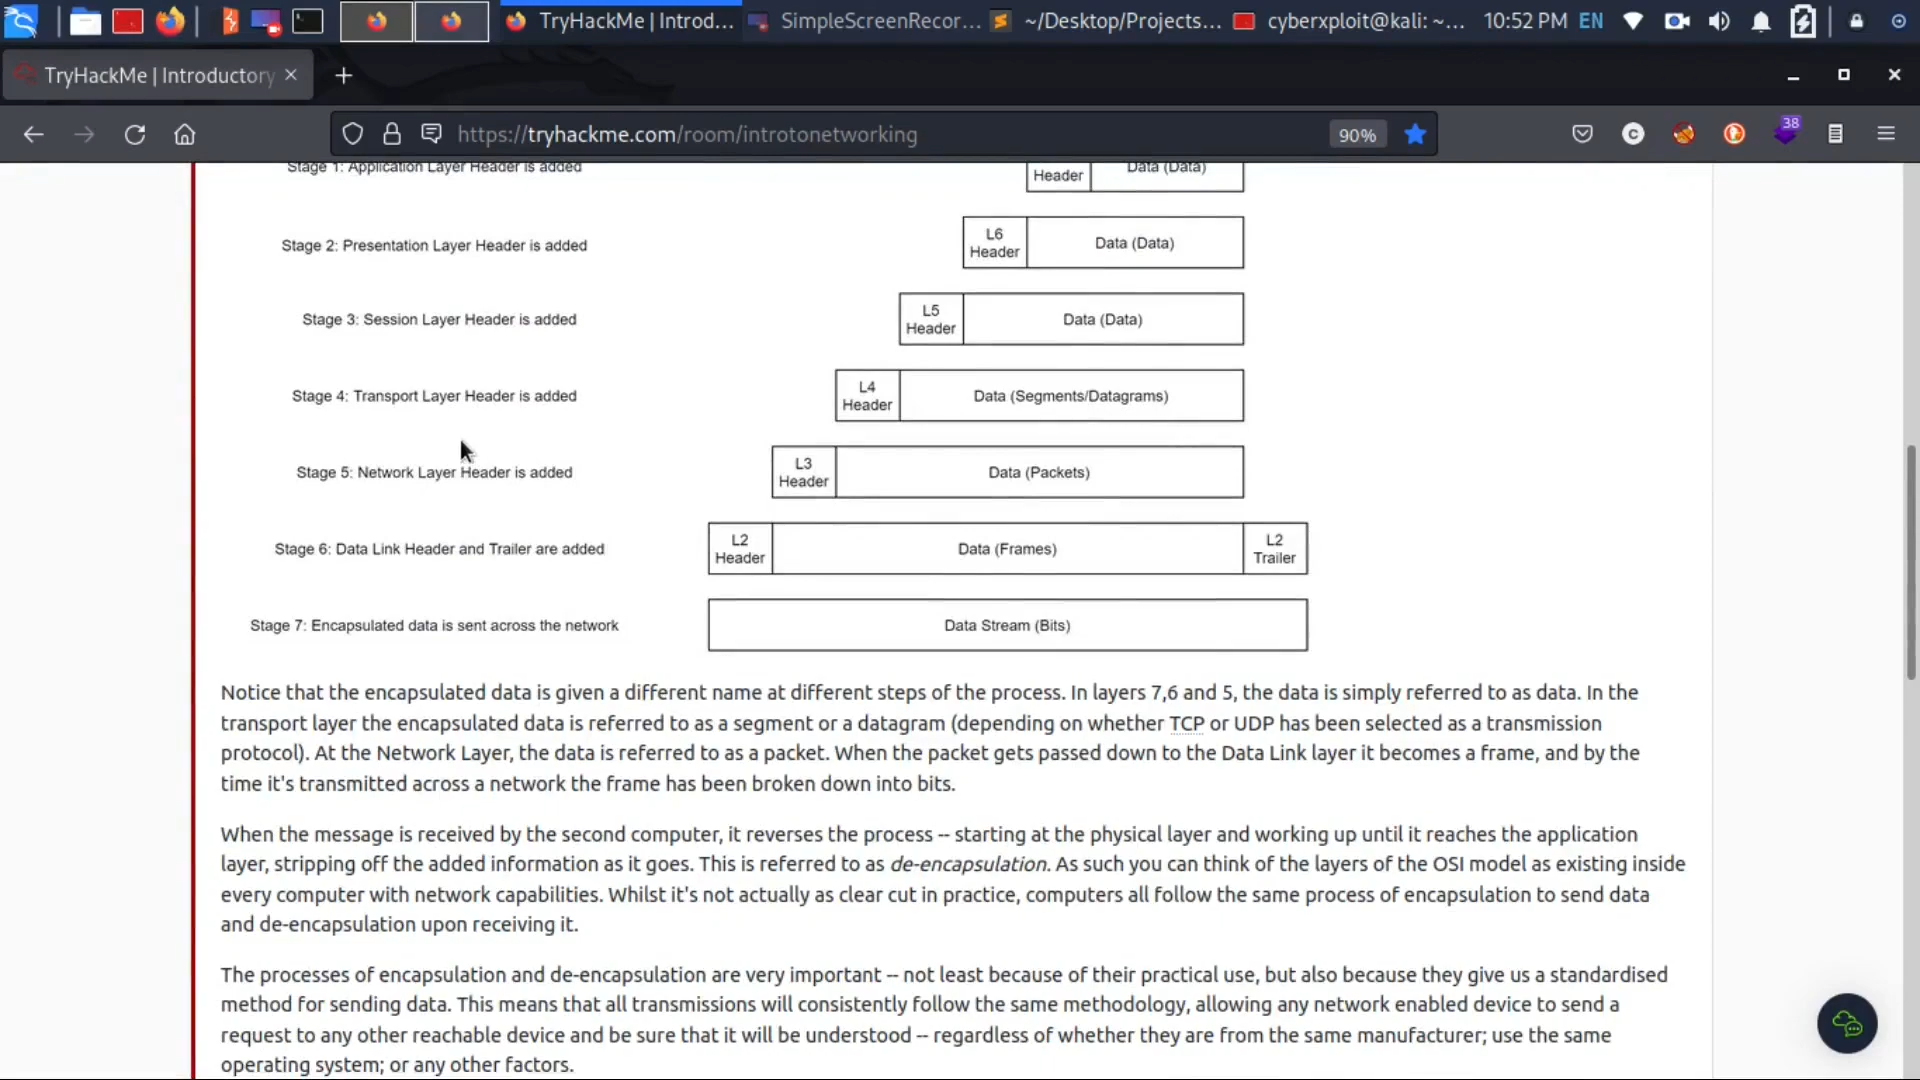 TryHackMe | Introd...
SimpleScreenRecor...
~/Desktop/Projects...
cyberxploit@kali: ~...
10:52 PM
EN
TryHackMe | Introductory
https://tryhackme.com/room/introtonetworking
90%
38
Stage 1: Application Layer Header is added
Header
Data (Data)
Stage 2: Presentation Layer Header is added
L6
Header
Data (Data)
Stage 3: Session Layer Header is added
L5
Header
Data (Data)
Stage 4: Transport Layer Header is added
L4
Header
Data (Segments/Datagrams)
Stage 5: Network Layer Header is added
L3
Header
Data (Packets)
Stage 6: Data Link Header and Trailer are added
L2
Header
Data (Frames)
L2
Trailer
Stage 7: Encapsulated data is sent across the network
Data Stream (Bits)
Notice that the encapsulated data is given a different name at different steps of the process. In layers 7,6 and 5, the data is simply referred to as data. In the
transport layer the encapsulated data is referred to as a segment or a datagram (depending on whether TCP or UDP has been selected as a transmission
protocol). At the Network Layer, the data is referred to as a packet. When the packet gets passed down to the Data Link layer it becomes a frame, and by the
time it's transmitted across a network the frame has been broken down into bits.
When the message is received by the second computer, it reverses the process -- starting at the physical layer and working up until it reaches the application
layer, stripping off the added information as it goes. This is referred to as de-encapsulation. As such you can think of the layers of the OSI model as existing inside
every computer with network capabilities. Whilst it's not actually as clear cut in practice, computers all follow the same process of encapsulation to send data
and de-encapsulation upon receiving it.
The processes of encapsulation and de-encapsulation are very important -- not least because of their practical use, but also because they give us a standardised
method for sending data. This means that all transmissions will consistently follow the same methodology, allowing any network enabled device to send a
request to any other reachable device and be sure that it will be understood -- regardless of whether they are from the same manufacturer; use the same
operating system; or any other factors.